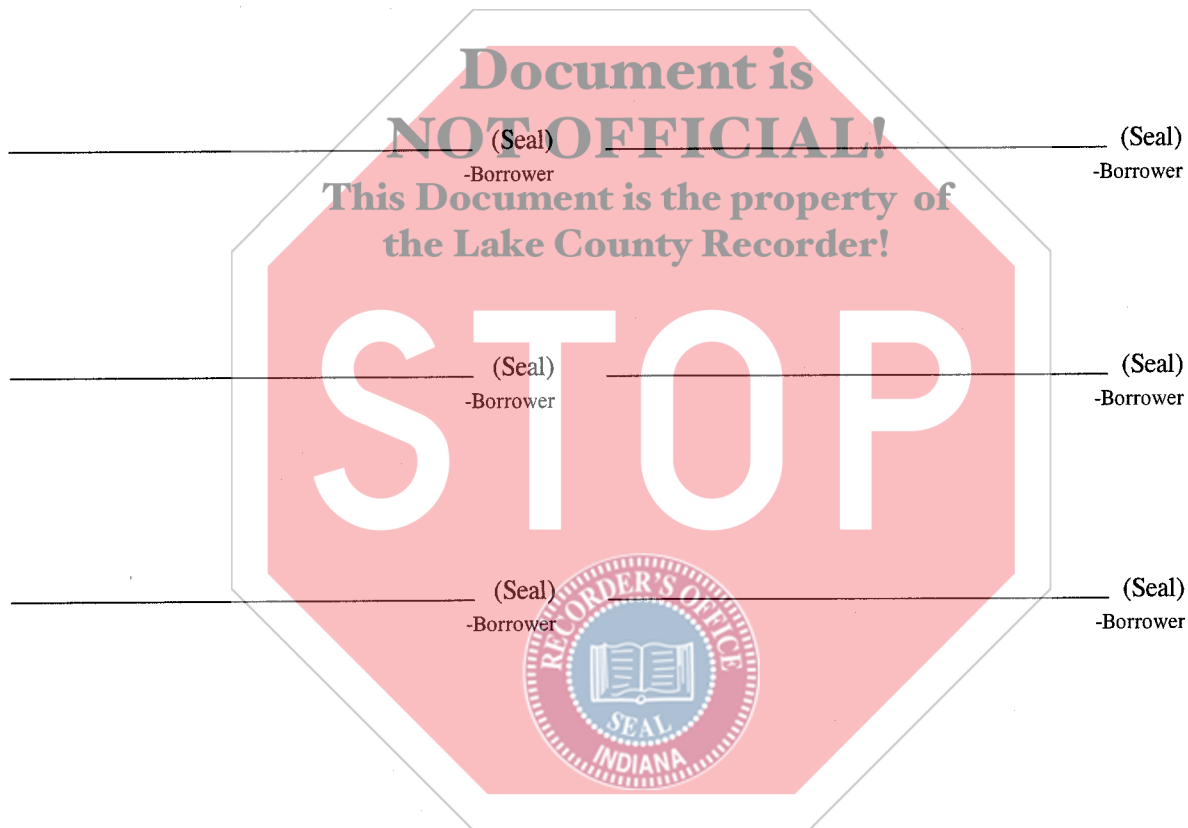 Document is
NOT OFFICIAL!
(Seal) (Seal)
-Borrower -Borrower
This Document is the property of
the Lake County Recorder!
STOP
(Seal) (Seal)
-Borrower -Borrower
(Seal) (Seal)
-Borrower -Borrower
RECORDER'S OFFICE
SEAL
INDIANA